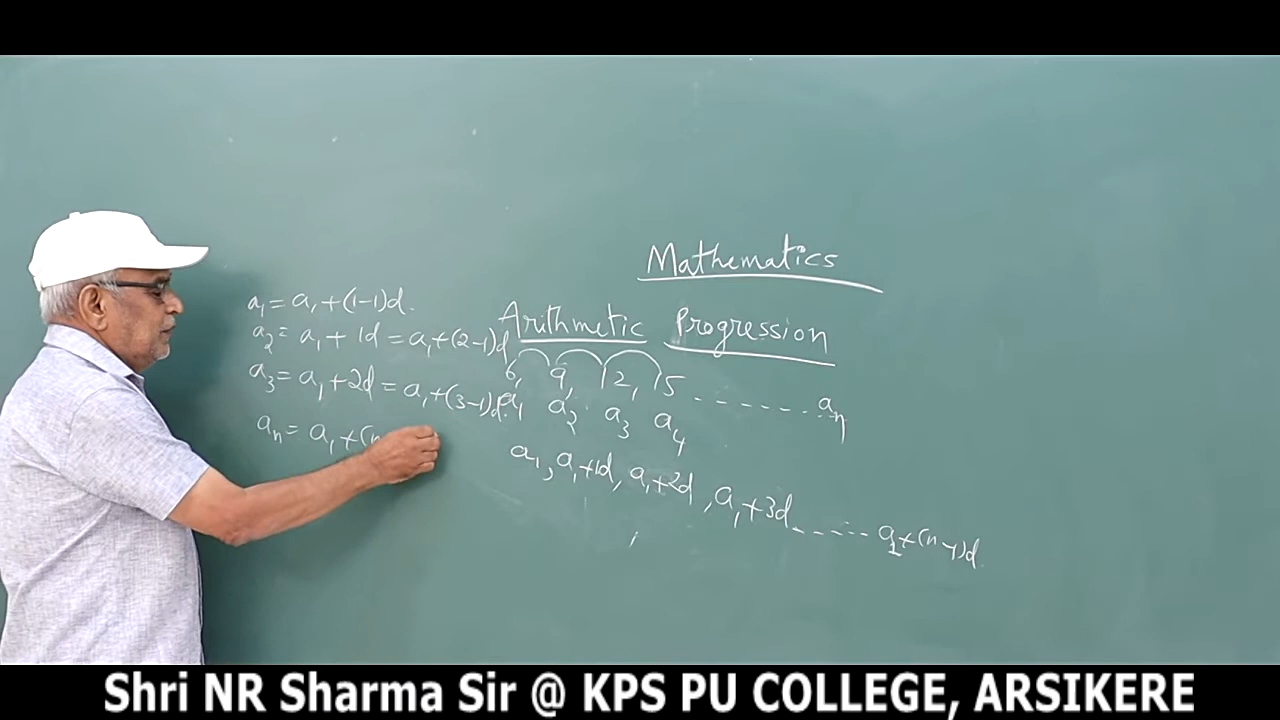 Mathematics
Arithmetic Progression
6, 9, 12, 15 - - - - - - - aₙ
a₁ a₂ a₃ a₄
a₁, a₁+1d, a₁+2d, a₁+3d - - - - - - a₁+(n-1)d.
a₁ = a₁+(1-1)d.
a₂ = a₁+1d = a₁+(2-1)d
a₃ = a₁+2d = a₁+(3-1)d.
aₙ = a₁+(n
Shri NR Sharma Sir @ KPS PU COLLEGE, ARSIKERE